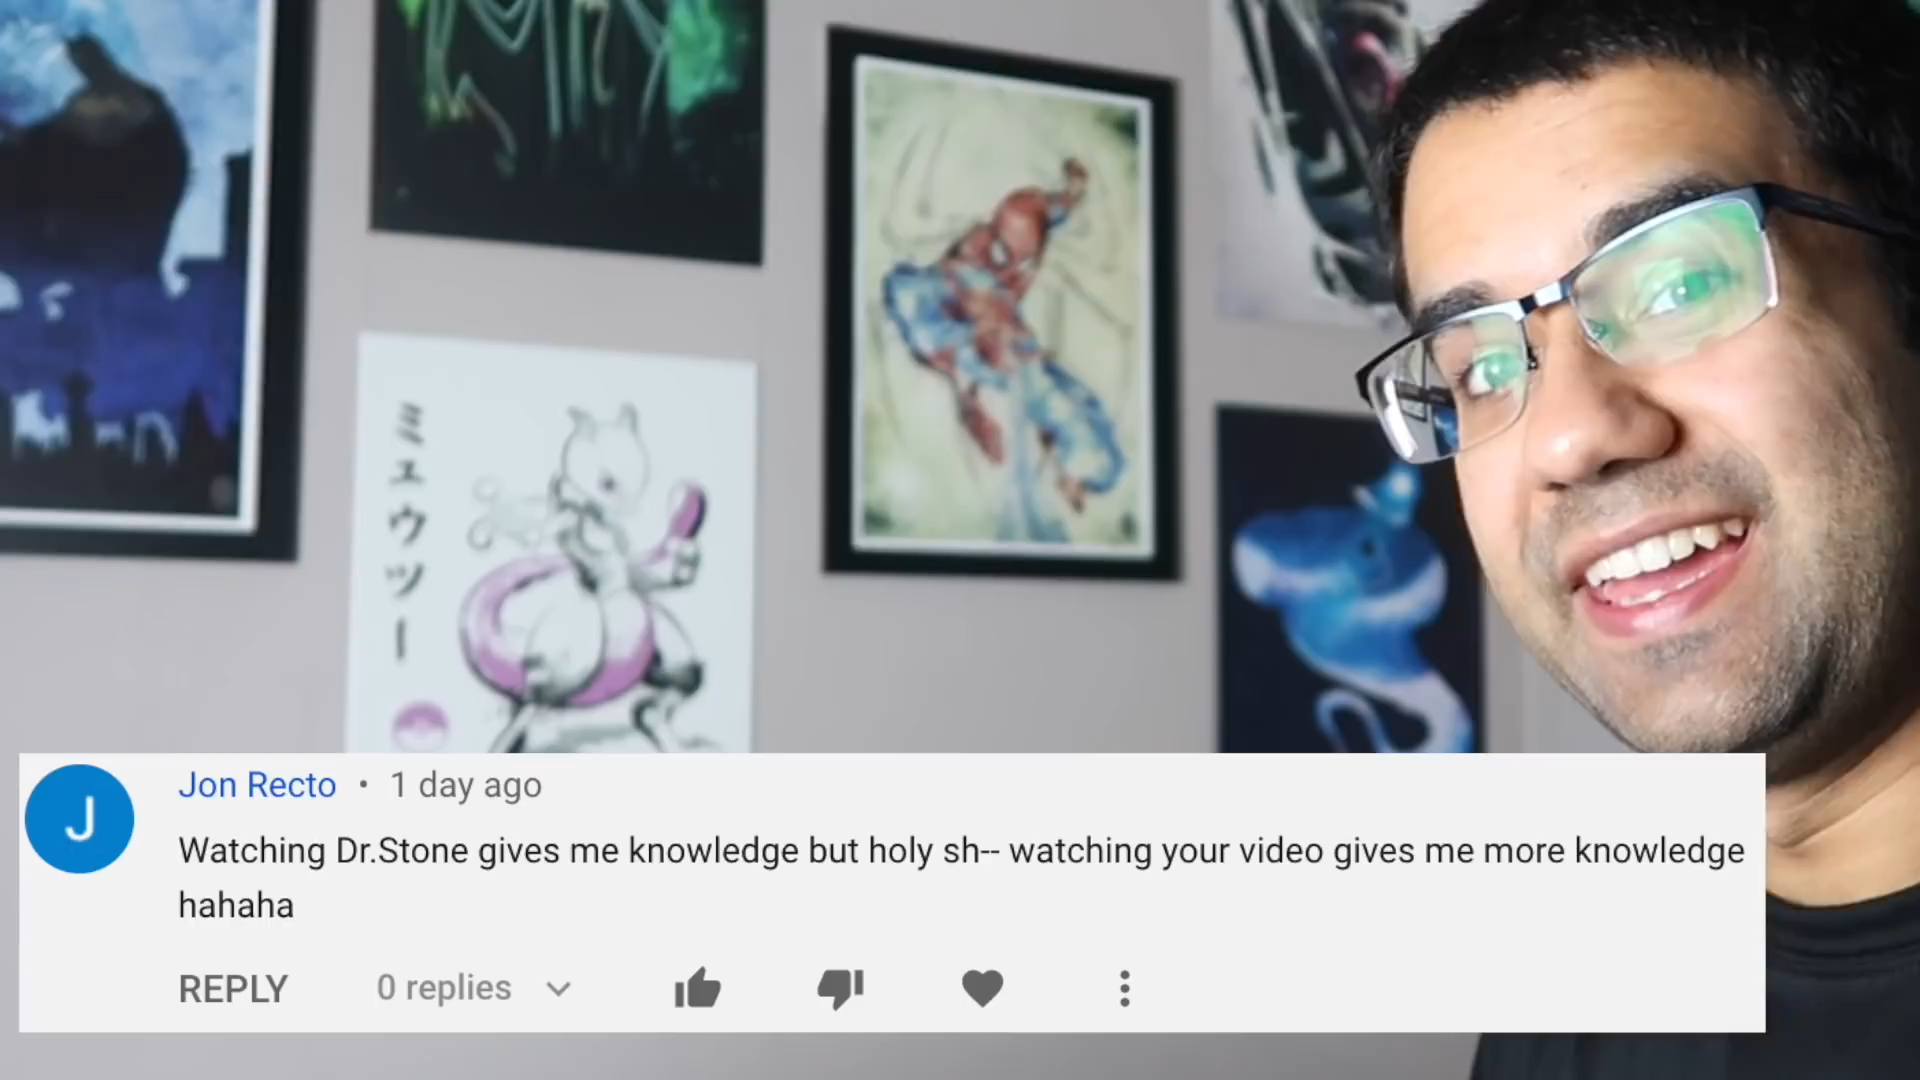 ミュウツー
J
Jon Recto • 1 day ago
Watching Dr.Stone gives me knowledge but holy sh-- watching your video gives me more knowledge
hahaha
REPLY 0 replies